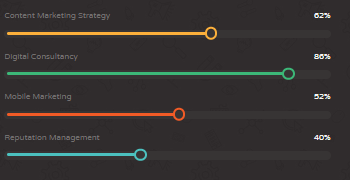 Content Marketing Strategy 62%
Digital Consultancy 86%
Mobile Marketing 52%
Reputation Management 40%